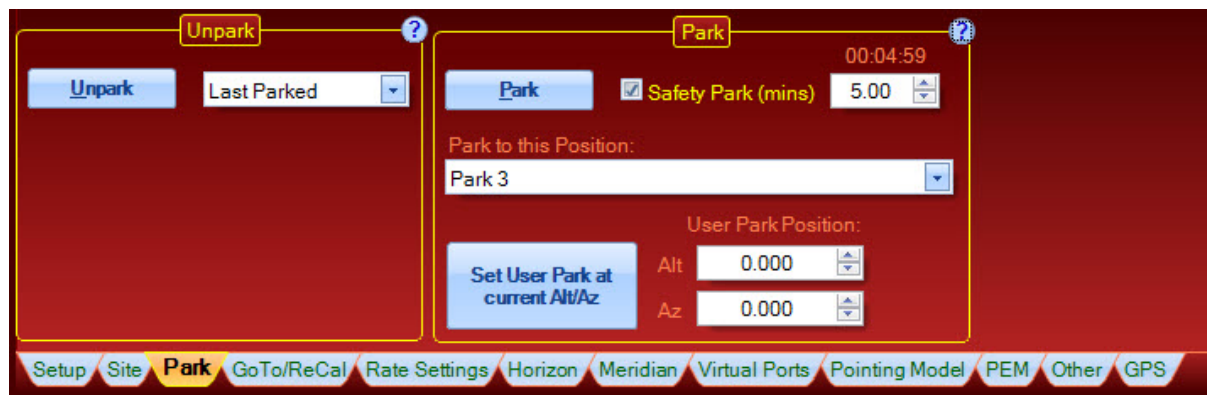 Unpark
?
Unpark
Last Parked
Park
?
00:04:59
Park
Safety Park (mins)
5.00
Park to this Position:
Park 3
User Park Position:
Set User Park at
current Alt/Az
Alt
0.000
Az
0.000
Setup Site Park GoTo/ReCal Rate Settings Horizon Meridian Virtual Ports Pointing Model PEM Other GPS